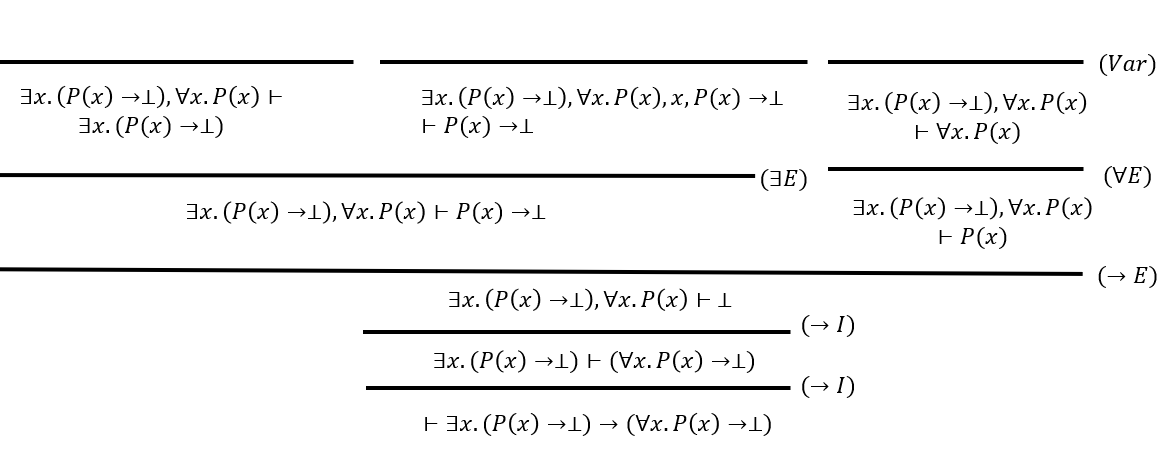 (Var)
∃x.(P(x) →⊥), ∀x.P(x) ⊢
∃x.(P(x) →⊥)
∃x.(P(x) →⊥), ∀x.P(x), x, P(x) →⊥
⊢ P(x) →⊥
∃x.(P(x) →⊥), ∀x.P(x)
⊢ ∀x.P(x)
(∃E)
(∀E)
∃x.(P(x) →⊥), ∀x.P(x) ⊢ P(x) →⊥
∃x.(P(x) →⊥), ∀x.P(x)
⊢ P(x)
(→ E)
∃x.(P(x) →⊥), ∀x.P(x) ⊢ ⊥
(→ I)
∃x.(P(x) →⊥) ⊢ (∀x.P(x) →⊥)
(→ I)
⊢ ∃x.(P(x) →⊥) → (∀x.P(x) →⊥)